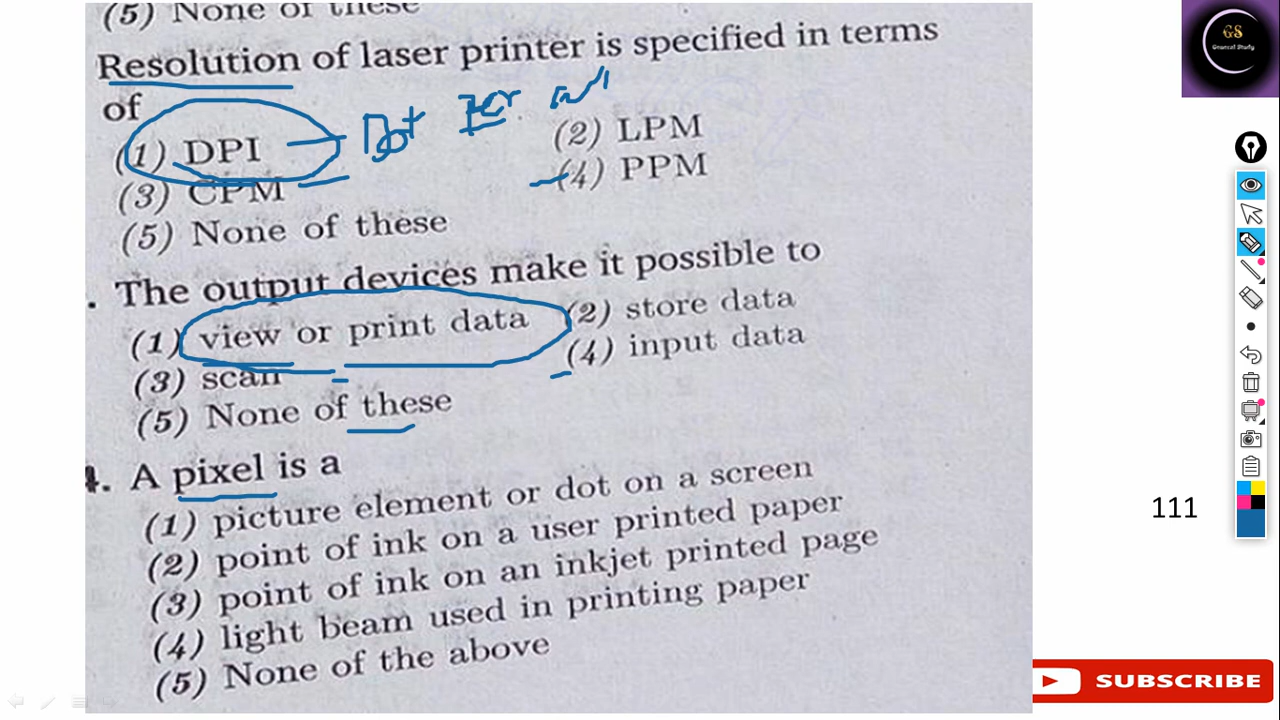 (5) None of these
Resolution of laser printer is specified in terms
of
Dot Per
(1) DPI (2) LPM
(3) CPM (4) PPM
(5) None of these
. The output devices make it possible to
(1) view or print data (2) store data
(3) scan (4) input data
(5) None of these
4. A pixel is a
(1) picture element or dot on a screen
(2) point of ink on a user printed paper
(3) point of ink on an inkjet printed page
(4) light beam used in printing paper
(5) None of the above
GS
General Study
111
SUBSCRIBE